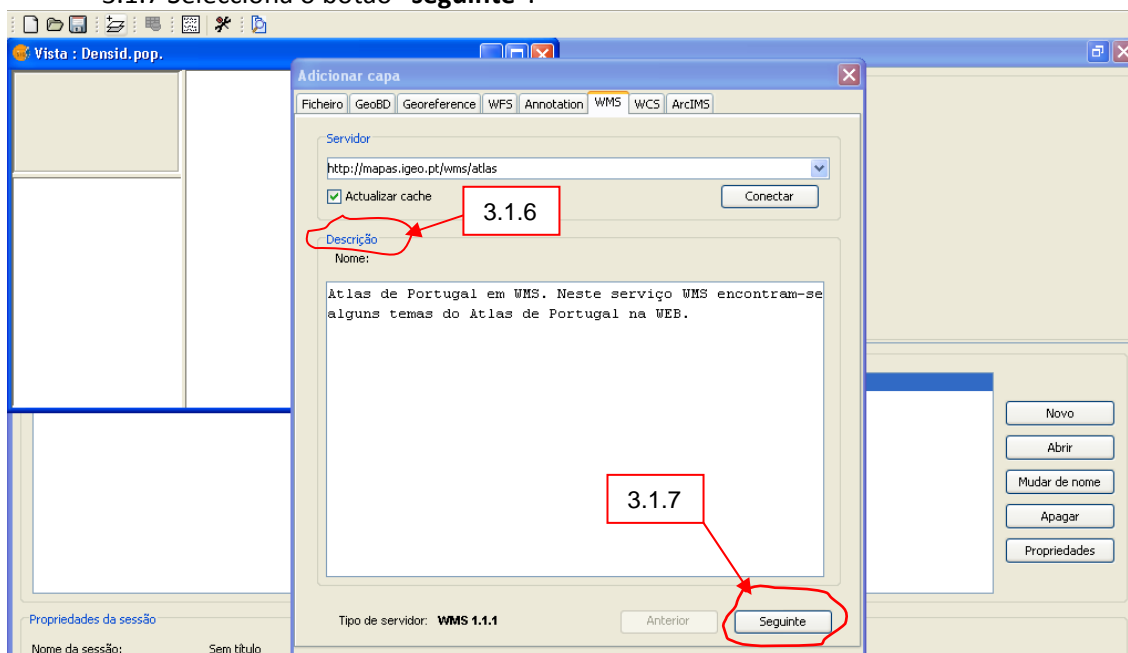 3.1.7 Selecciona o botão "seguinte".
Vista : Densid.pop.
Adicionar capa
Ficheiro GeoBD Georeference WFS Annotation WMS WCS ArcIMS
Servidor
http://mapas.igeo.pt/wms/atlas
Actualizar cache
Conectar
3.1.6
Descrição
Nome:
Atlas de Portugal em WMS. Neste serviço WMS encontram-se
alguns temas do Atlas de Portugal na WEB.
Novo
Abrir
Mudar de nome
Apagar
Propriedades
3.1.7
Tipo de servidor: WMS 1.1.1
Anterior
Seguinte
Propriedades da sessão
Nome da sessão: Sem título